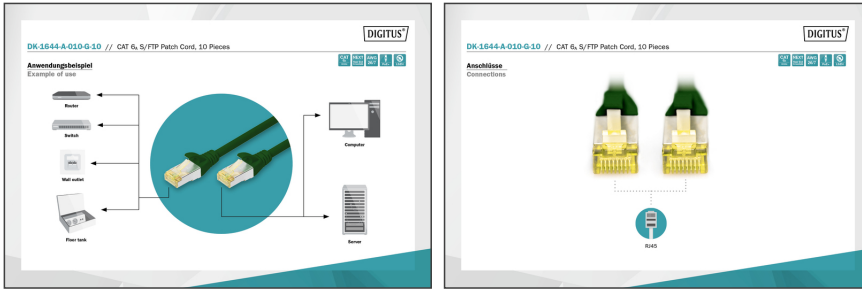 DIGITUS®
DK-1644-A-010-G-10 // CAT 6A S/FTP Patch Cord, 10 Pieces
Anwendungsbeispiel
Example of use
Router
Switch
Wall outlet
Floor tank
Computer
Server
DIGITUS®
DK-1644-A-010-G-10 // CAT 6A S/FTP Patch Cord, 10 Pieces
Anschlüsse
Connections
RJ45